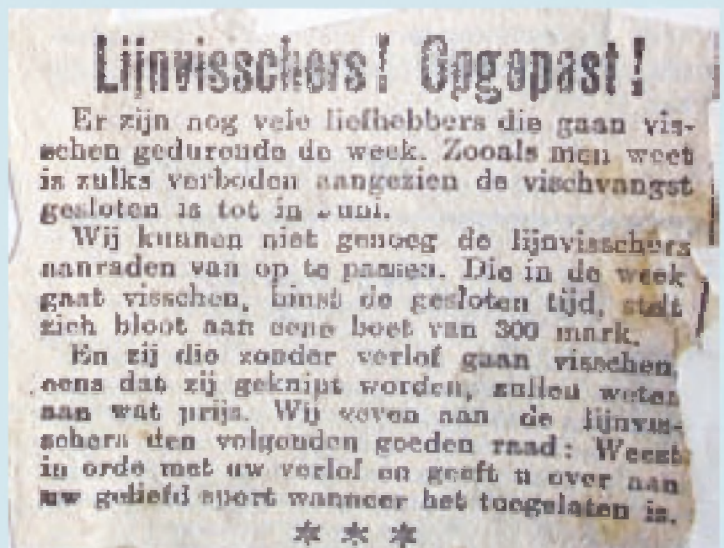 Lijnvisschers! Opgepast!
Er zijn nog vele liefhebbers die gaan vis-
schen gedurende de week. Zooals men weet
is zulks verboden aangezien de vischvangst
gesloten is tot in Juni.
Wij kunnen niet genoeg de lijnvisschers
aanraden van op te passen. Die in de week
gaat visschen, binst de gesloten tijd, stelt
zich bloot aan eene boet van 300 mark.
En zij die zonder verlof gaan visschen,
eens dat zij geknipt worden, zullen weten
aan wat prijs. Wij geven aan de lijnvis-
schers den volgenden goeden raad: Weest
in orde met uw verlof en geeft u over aan
uw geliefd sport wanneer het toegelaten is.
* * *